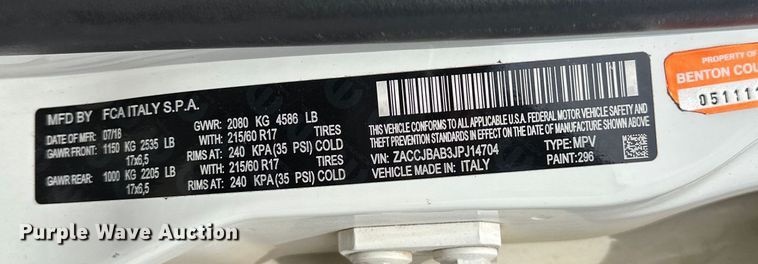 MFD BY FCA ITALY S.P.A.
DATE OF MFR: 07/18 GVWR: 2080 KG 4586 LB
GAWR FRONT: 1150 KG 2535 LB WITH: 215/60 R17 TIRES
17x6,5 RIMS AT: 240 KPA(35 PSI) COLD
GAWR REAR: 1000 KG 2205 LB WITH: 215/60 R17 TIRES
17x6,5 RIMS AT: 240 KPA(35 PSI) COLD
THIS VEHICLE CONFORMS TO ALL APPLICABLE U.S.A. FEDERAL MOTOR VEHICLE SAFETY AND
THEFT PREVENTION STANDARDS IN EFFECT ON THE DATE OF MANUFACTURE SHOWN ABOVE
VIN: ZACCJBAB3JPJ14704 TYPE: MPV
VEHICLE MADE IN: ITALY PAINT: 296
PROPERTY OF
BENTON
Purple Wave Auction